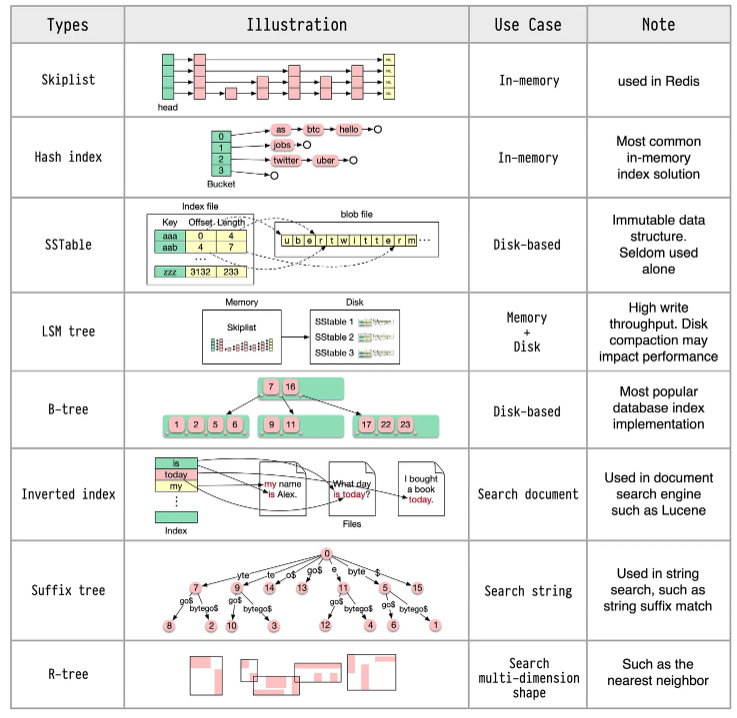 Types Illustration Use Case Note
Skiplist
head
In-memory
used in Redis
Hash index
0 as btc hello
1 jobs
2 twitter uber
3
Bucket
In-memory
Most common
in-memory
index solution
SSTable
Index file
Key Offset Length
aaa 0 4
aab 4 7
...
zzz 3132 233
blob file
u b e r t w i t t e r m ...
Disk-based
Immutable data
structure.
Seldom used
alone
LSM tree
Memory
Skiplist
Disk
SSTable 1
SSTable 2
SSTable 3
Memory
+
Disk
High write
throughput. Disk
compaction may
impact performance
B-tree
7 16
1 2 5 6 9 11 17 22 23
Disk-based
Most popular
database index
implementation
Inverted index
is
today
my
Index
my name
is Alex.
What day
is today?
I bought
a book
today.
Files
Search document
Used in document
search engine
such as Lucene
Suffix tree
0
yte te o$ go$ e byte $
7 9 14 13 11 5 15
go$ bytego$ go$ bytego$ go$ bytego$ go$ bytego$
8 2 10 3 12 4 6 1
Search string
Used in string
search, such as
string suffix match
R-tree
Search
multi-dimension
shape
Such as the
nearest neighbor